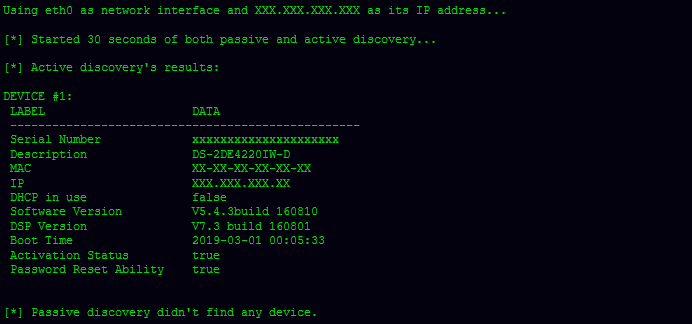 Using eth0 as network interface and XXX.XXX.XXX.XXX as its IP address...
[*] Started 30 seconds of both passive and active discovery...
[*] Active discovery's results:
DEVICE #1:
LABEL DATA
--------------------------------------------------
Serial Number xxxxxxxxxxxxxxxxxxxxx
Description DS-2DE4220IW-D
MAC XX-XX-XX-XX-XX-XX
IP XXX.XXX.XXX.XX
DHCP in use false
Software Version V5.4.3build 160810
DSP Version V7.3 build 160801
Boot Time 2019-03-01 00:05:33
Activation Status true
Password Reset Ability true
[*] Passive discovery didn't find any device.